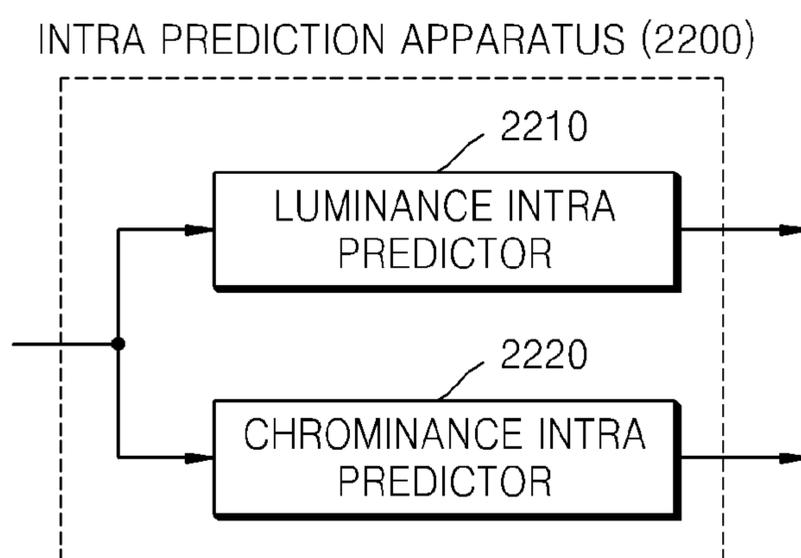 INTRA PREDICTION APPARATUS (2200)
2210
LUMINANCE INTRA
PREDICTOR
2220
CHROMINANCE INTRA
PREDICTOR